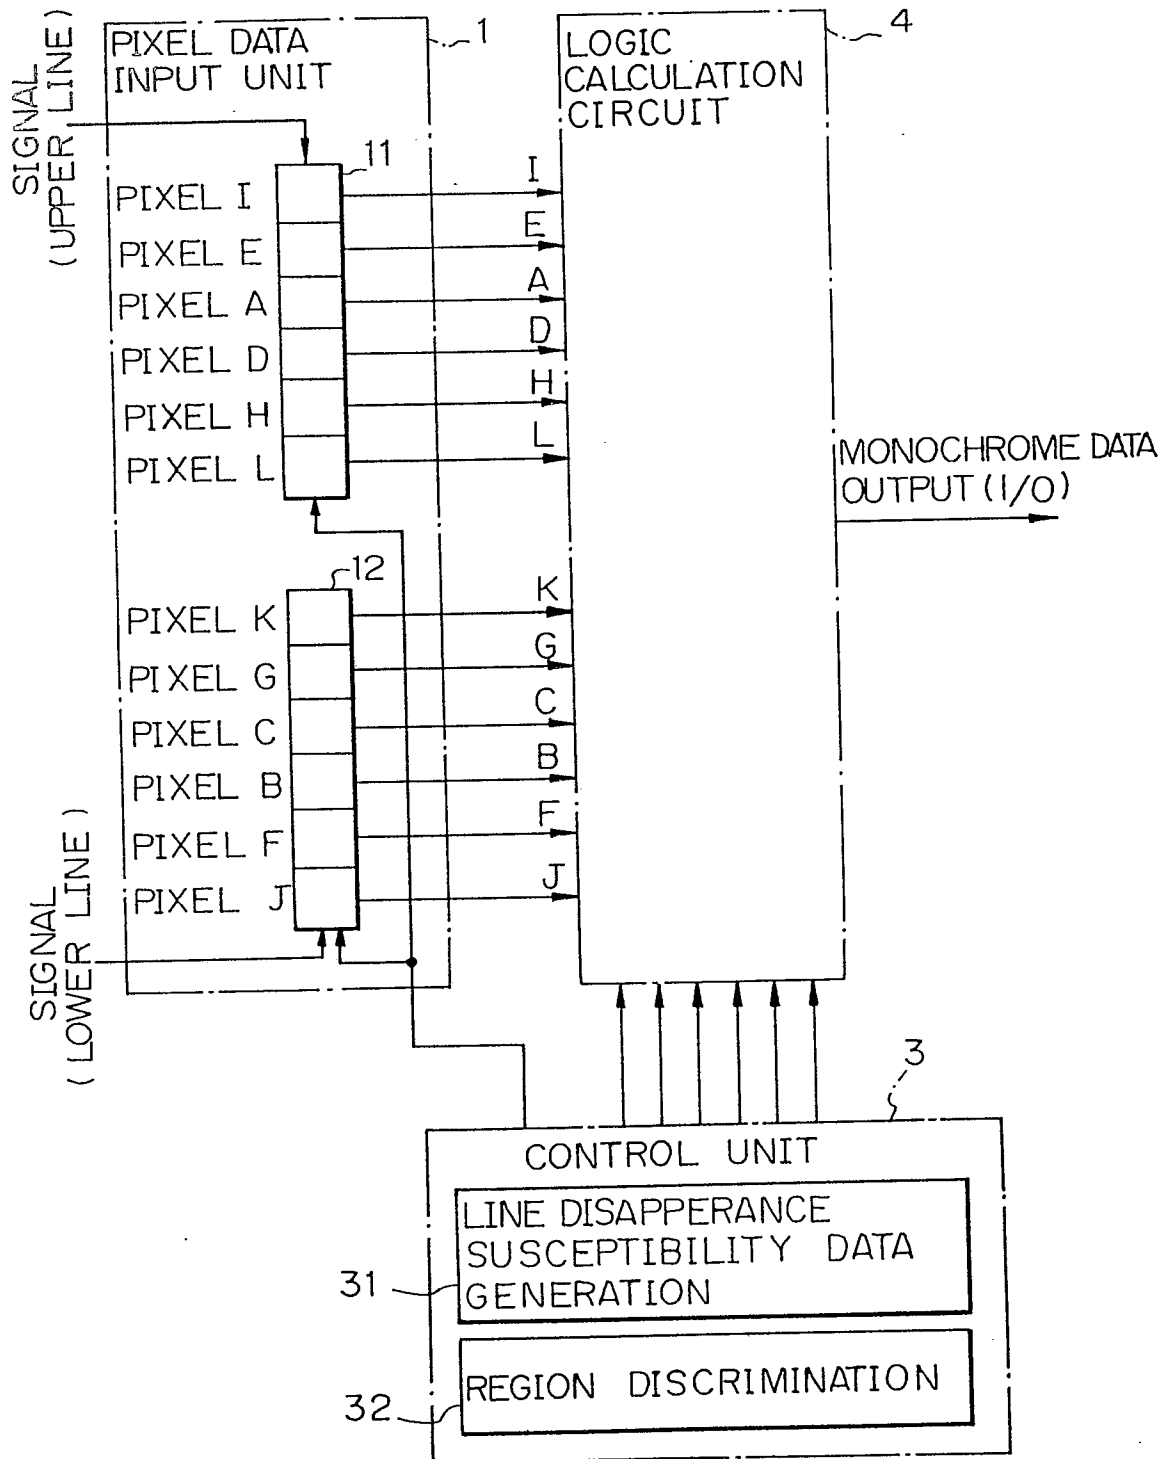 PIXEL DATA
INPUT UNIT
1
LOGIC
CALCULATION
CIRCUIT
4
SIGNAL
(UPPER LINE)
11
PIXEL I
I
PIXEL E
E
PIXEL A
A
PIXEL D
D
PIXEL H
H
PIXEL L
L
MONOCHROME DATA
OUTPUT (1/0)
12
PIXEL K
K
PIXEL G
G
PIXEL C
C
PIXEL B
B
PIXEL F
F
PIXEL J
J
SIGNAL
(LOWER LINE)
3
CONTROL UNIT
LINE DISAPPERANCE
SUSCEPTIBILITY DATA
GENERATION
31
REGION DISCRIMINATION
32